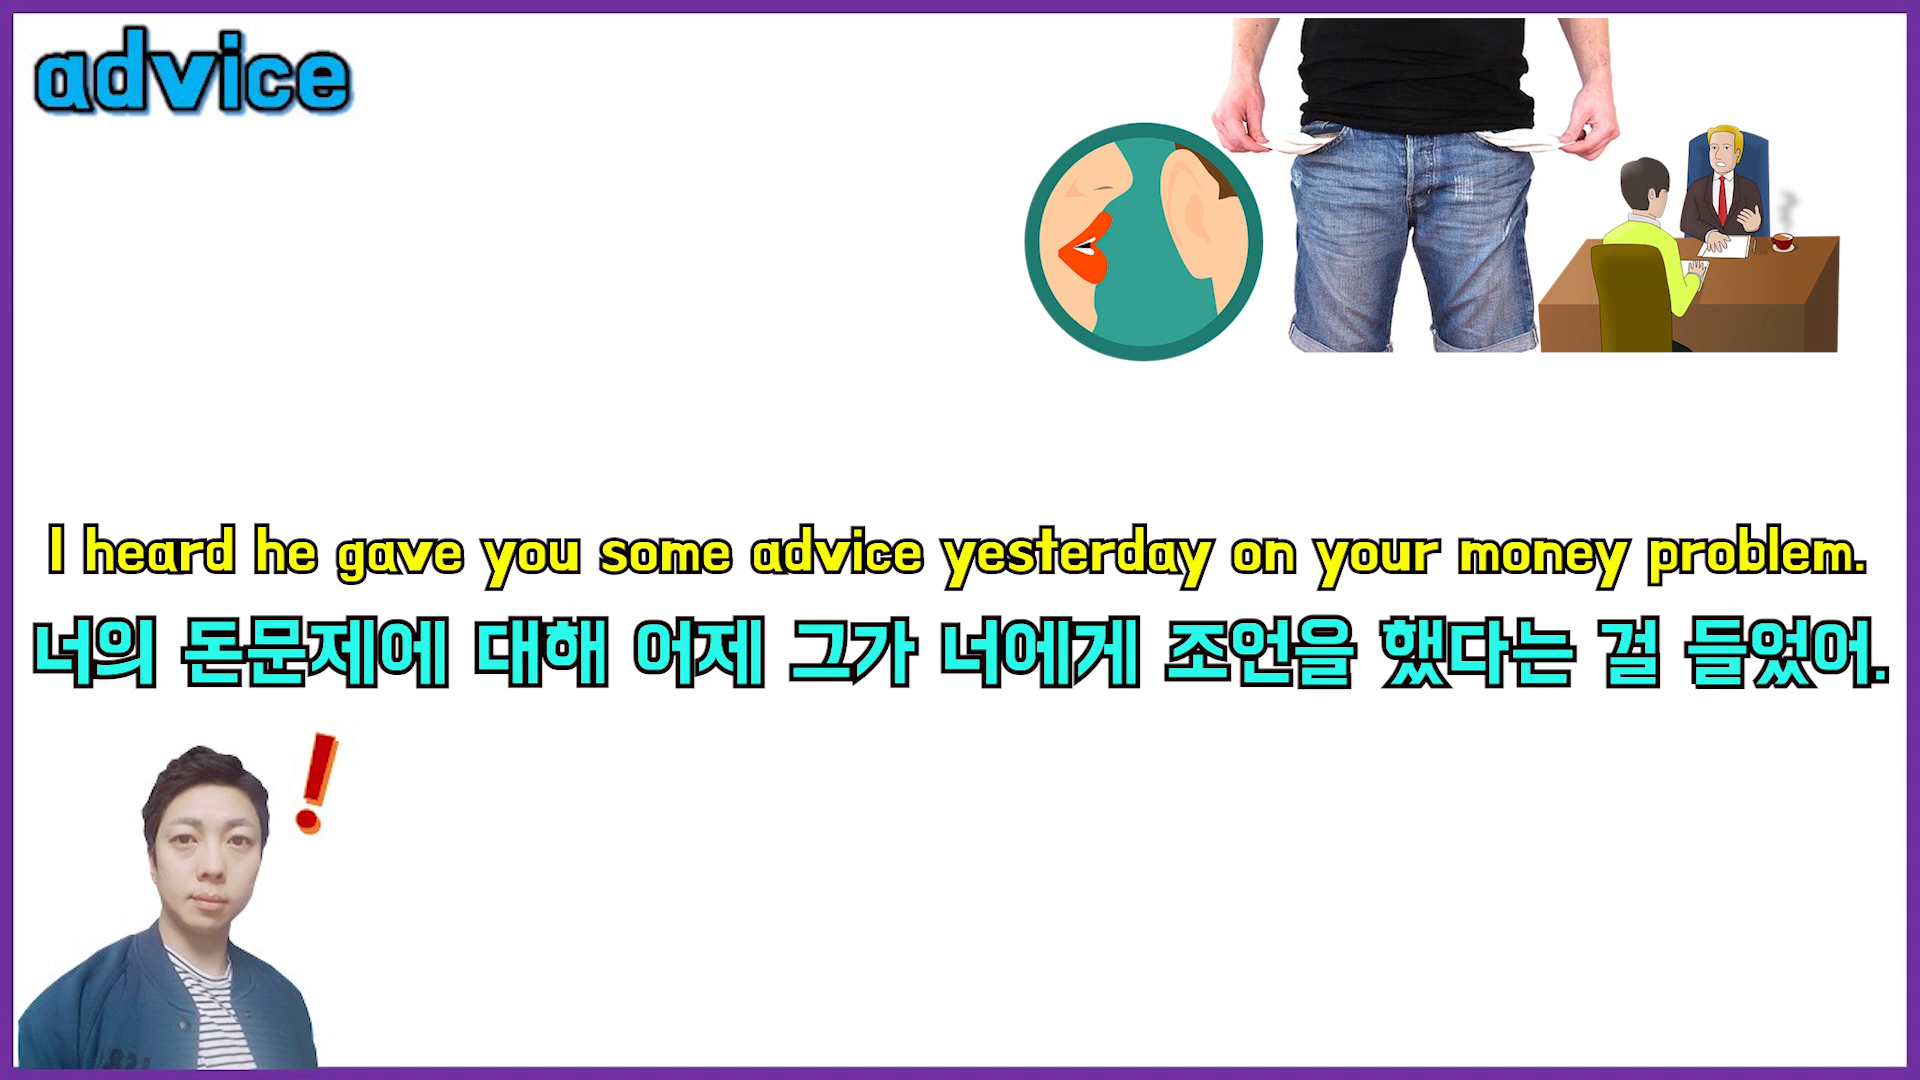 advice
I heard he gave you some advice yesterday on your money problem.
너의 돈문제에 대해 어제 그가 너에게 조언을 했다는 걸 들었어.